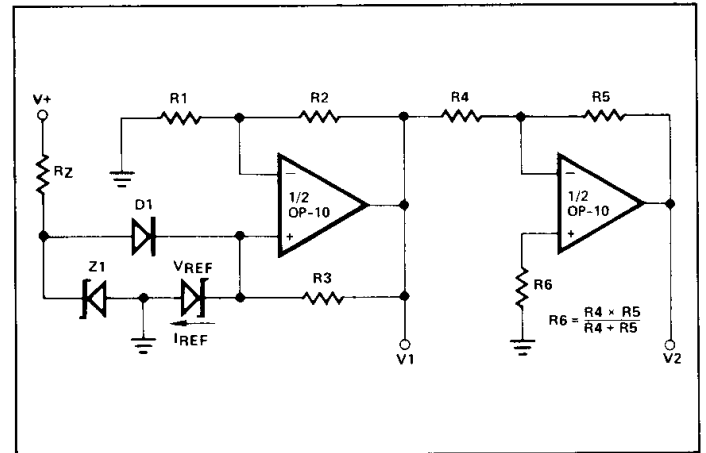 V+
R1
R2
R4
R5
RZ
D1
−
1/2
OP-10
+
−
1/2
OP-10
+
Z1
VREF
IREF
R3
R6
R6 = R4 × R5
R4 + R5
V1
V2